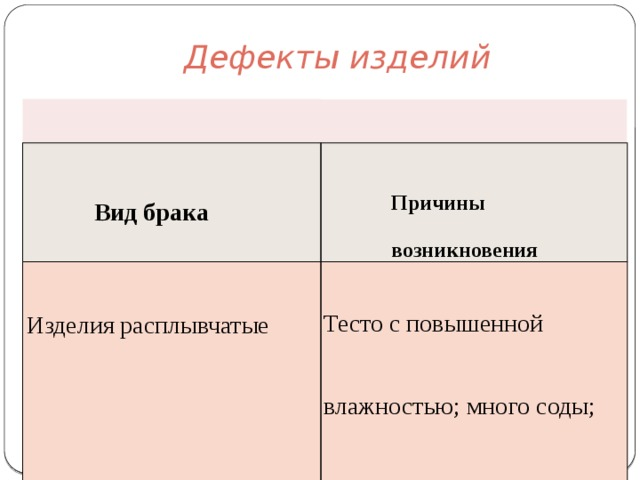 Дефекты изделий
Вид брака
Причины
возникновения
Изделия расплывчатые
Тесто с повышенной
влажностью; много соды;